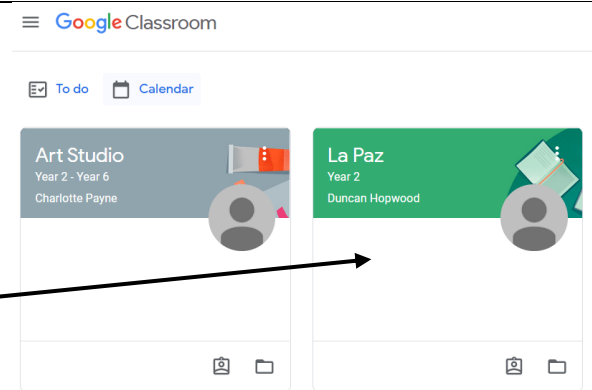 Google Classroom
To do Calendar
Art Studio
Year 2 - Year 6
Charlotte Payne
La Paz
Year 2
Duncan Hopwood